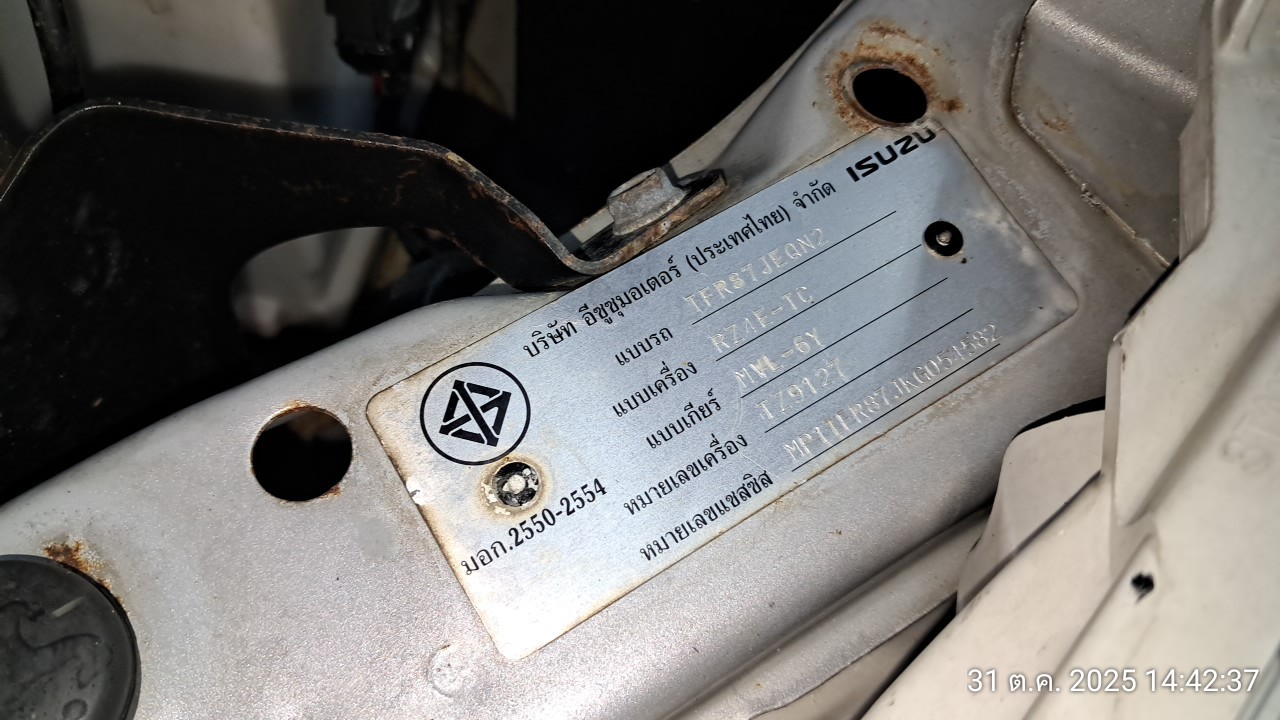 ISUZU
บริษัท อีซูซุมอเตอร์ (ประเทศไทย) จำกัด
แบบรถ TFR87JEQN2
แบบเครื่อง RZ4E-TC
แบบเกียร์ MVL-6Y
หมายเลขเครื่อง TZ9127
หมายเลขแชสซิส
มอก.2550-2554
31 ต.ค. 2025 14:42:37